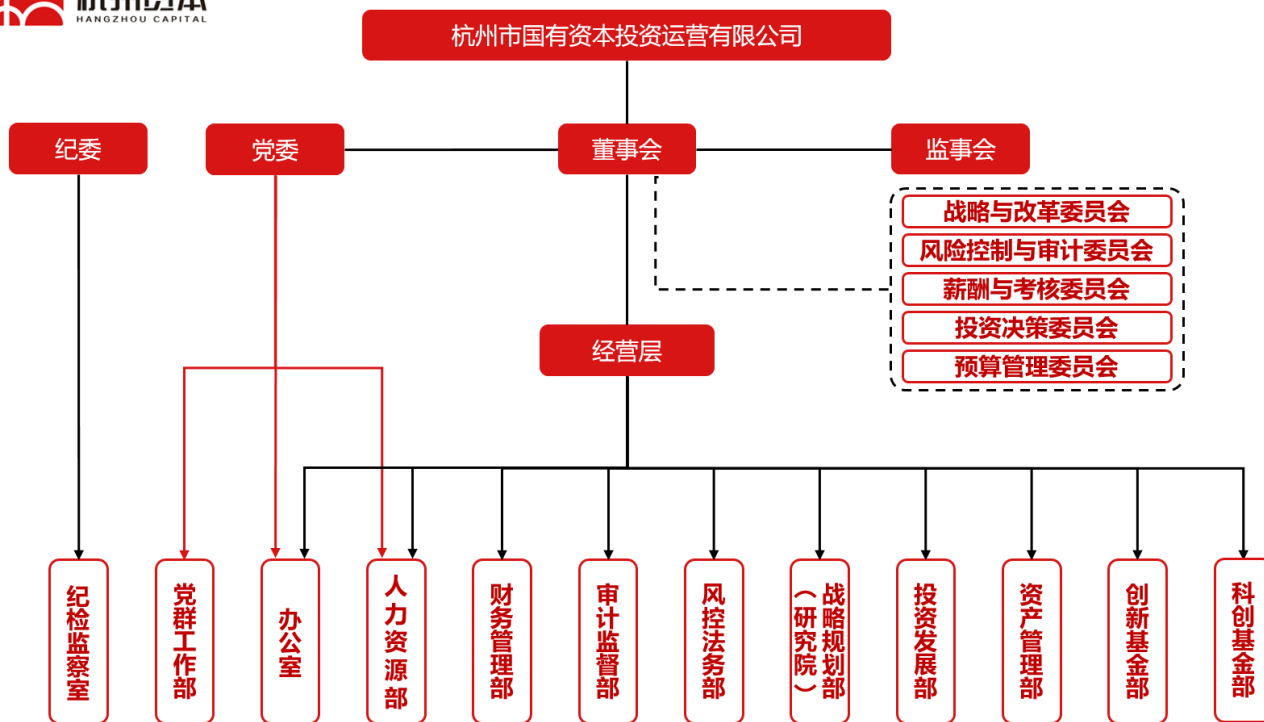 HANGZHOU CAPITAL
杭州市国有资本投资运营有限公司
纪委
党委
董事会
监事会
战略与改革委员会
风险控制与审计委员会
薪酬与考核委员会
投资决策委员会
预算管理委员会
经营层
纪检监察室
党群工作部
办公室
人力资源部
财务管理部
审计监督部
风控法务部
战略规划部
（研究院）
投资发展部
资产管理部
创新基金部
科创基金部